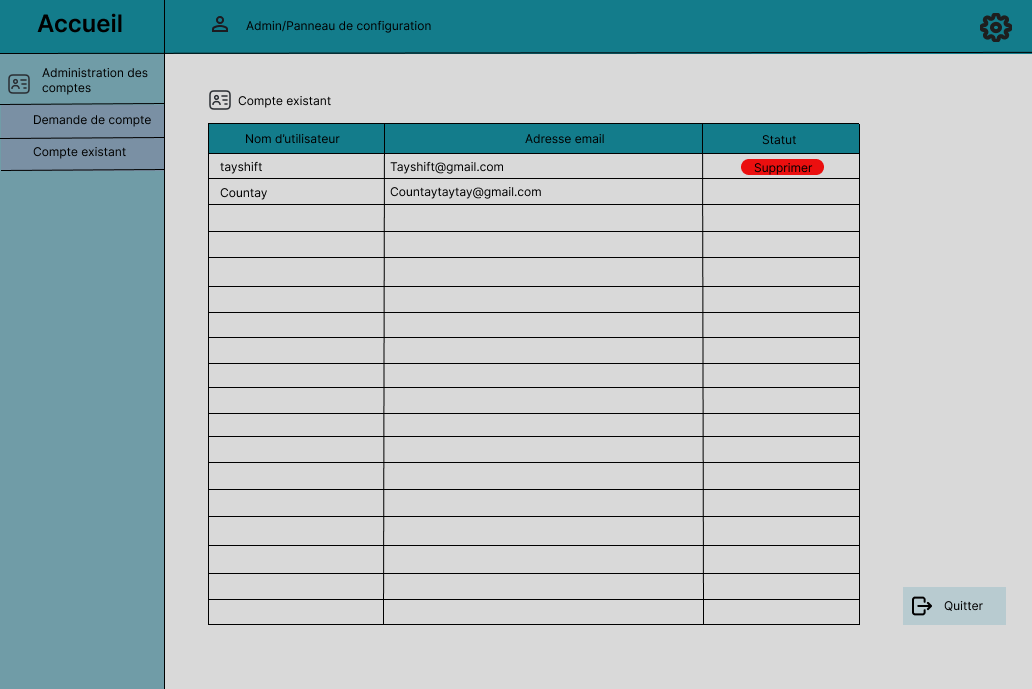 Accueil
Admin/Panneau de configuration
Administration des
comptes
Demande de compte
Compte existant
Compte existant
Nom d'utilisateur Adresse email Statut
tayshift Tayshift@gmail.com Supprimer
Countay Countaytaytay@gmail.com
Quitter